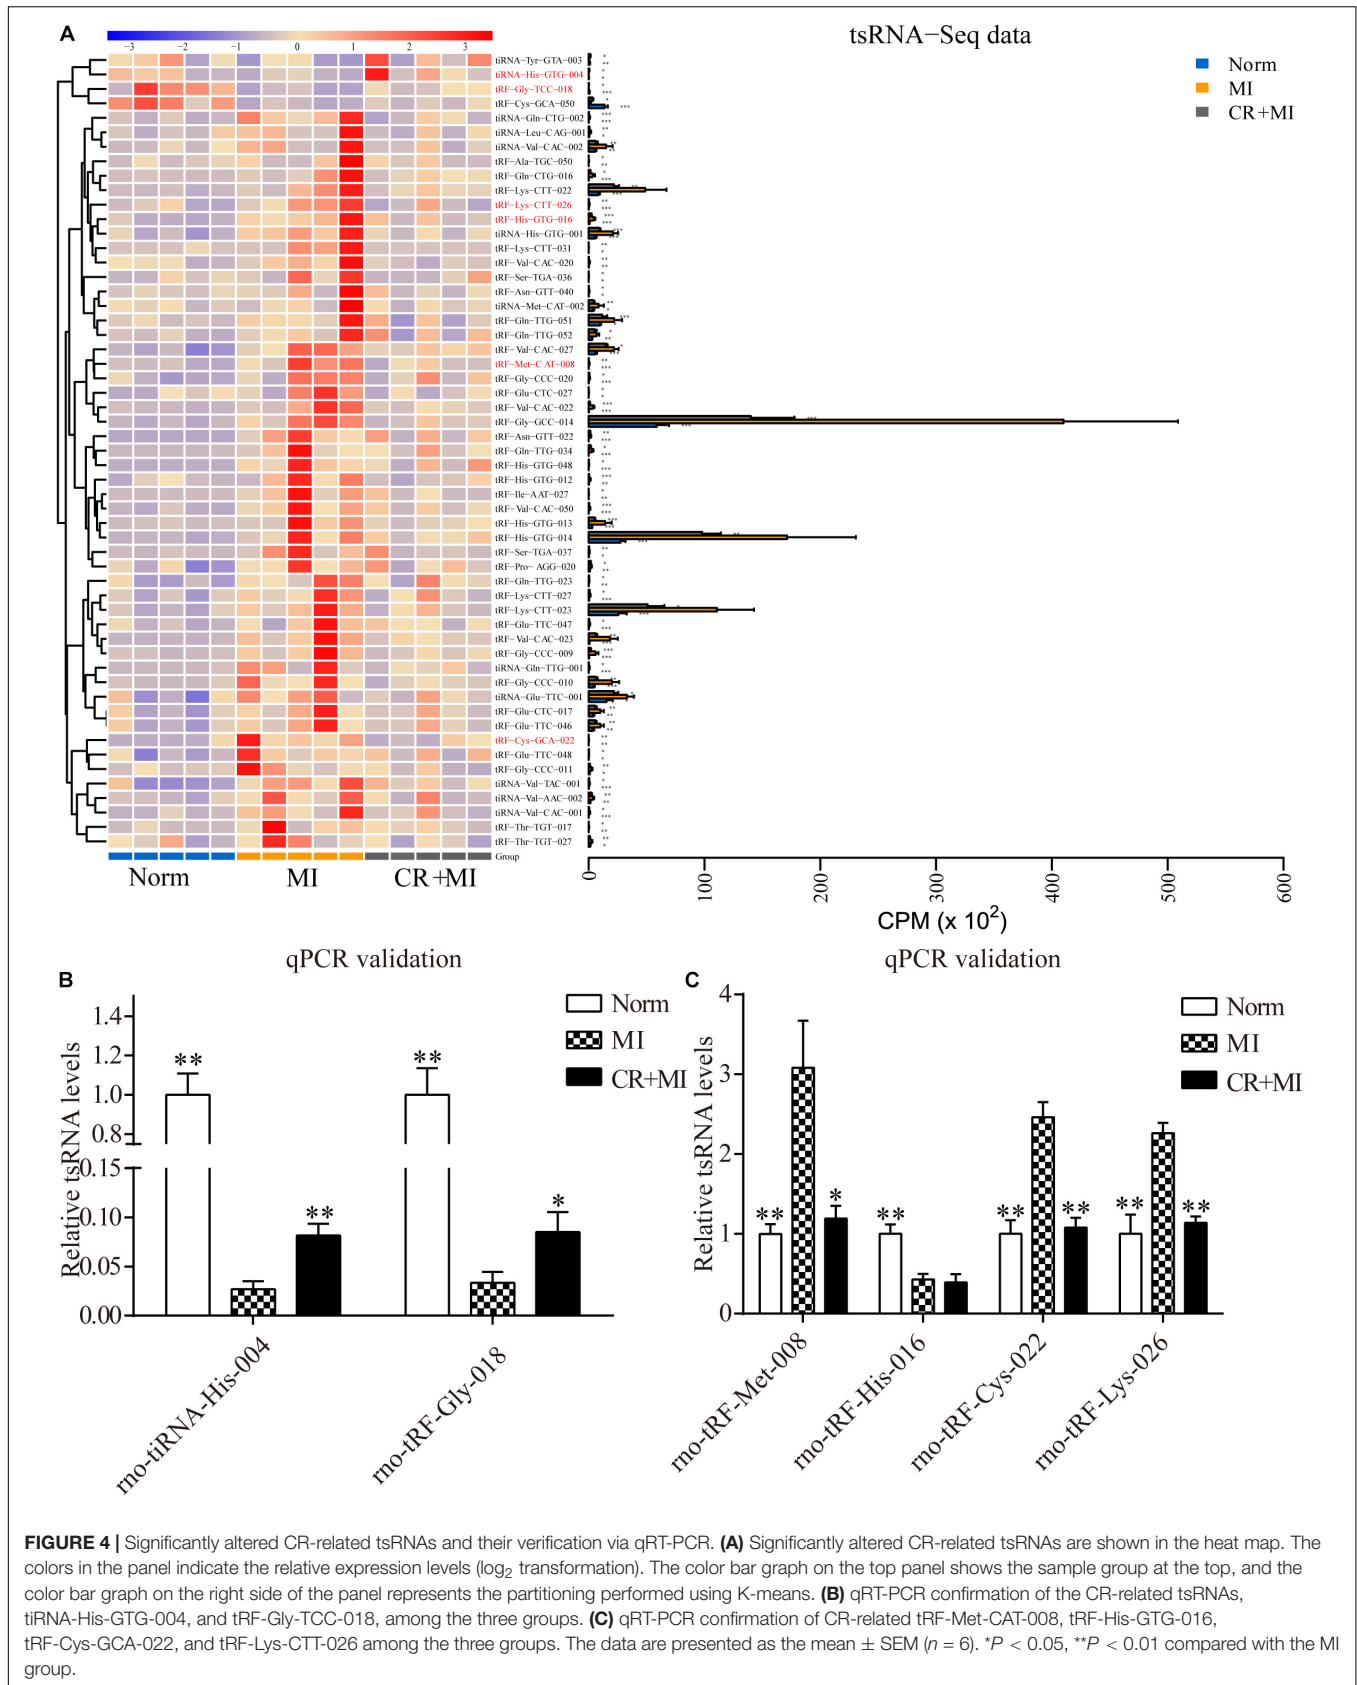 A
tsRNA−Seq data
−3 −2 −1 0 1 2 3
Norm
MI
CR+MI
tiRNA−Tyr−GTA−003
tiRNA−His−GTG−004
tRF−Gly−TCC−018
tRF−Cys−GCA−050
tiRNA−Gln−CTG−002
tiRNA−Leu−CAG−001
tiRNA−Val−CAC−002
tRF−Ala−TGC−050
tRF−Gln−CTG−016
tRF−Lys−CTT−022
tRF−Lys−CTT−026
tRF−His−GTG−016
tiRNA−His−GTG−001
tRF−Lys−CTT−031
tRF−Val−CAC−020
tRF−Ser−TGA−036
tRF−Asn−GTT−040
tiRNA−Met−CAT−002
tRF−Gln−TTG−051
tRF−Gln−TTG−052
tRF−Val−CAC−027
tRF−Met−CAT−008
tRF−Gly−CCC−020
tRF−Glu−CTC−027
tRF−Val−CAC−022
tRF−Gly−GCC−014
tRF−Asn−GTT−022
tRF−Gln−TTG−034
tRF−His−GTG−048
tRF−His−GTG−012
tRF−Ile−AAT−027
tRF−Val−CAC−050
tRF−His−GTG−013
tRF−His−GTG−014
tRF−Ser−TGA−037
tRF−Pro−AGG−020
tRF−Gln−TTG−023
tRF−Lys−CTT−027
tRF−Lys−CTT−023
tRF−Glu−TTC−047
tRF−Val−CAC−023
tRF−Gly−CCC−009
tiRNA−Gln−TTG−001
tRF−Gly−CCC−010
tiRNA−Glu−TTC−001
tRF−Glu−CTC−017
tRF−Glu−TTC−046
tRF−Cys−GCA−022
tRF−Glu−TTC−048
tRF−Gly−CCC−011
tiRNA−Val−TAC−001
tiRNA−Val−AAC−002
tiRNA−Val−CAC−001
tRF−Thr−TGT−017
tRF−Thr−TGT−027
Group
Norm MI CR+MI
0 100 200 300 400 500 600
CPM (x 10²)
B
qPCR validation
Relative tsRNA levels
1.4
1.2
1.0
0.8
0.15
0.10
0.05
0.00
** ** ** *
Norm
MI
CR+MI
rno-tiRNA-His-004
rno-tRF-Gly-018
C
qPCR validation
Relative tsRNA levels
4
3
2
1
0
** * ** ** ** ** **
Norm
MI
CR+MI
rno-tRF-Met-008
rno-tRF-His-016
rno-tRF-Cys-022
rno-tRF-Lys-026
FIGURE 4 | Significantly altered CR-related tsRNAs and their verification via qRT-PCR. (A) Significantly altered CR-related tsRNAs are shown in the heat map. The
colors in the panel indicate the relative expression levels (log₂ transformation). The color bar graph on the top panel shows the sample group at the top, and the
color bar graph on the right side of the panel represents the partitioning performed using K-means. (B) qRT-PCR confirmation of the CR-related tsRNAs,
tiRNA-His-GTG-004, and tRF-Gly-TCC-018, among the three groups. (C) qRT-PCR confirmation of CR-related tRF-Met-CAT-008, tRF-His-GTG-016,
tRF-Cys-GCA-022, and tRF-Lys-CTT-026 among the three groups. The data are presented as the mean ± SEM (n = 6). *P < 0.05, **P < 0.01 compared with the MI
group.